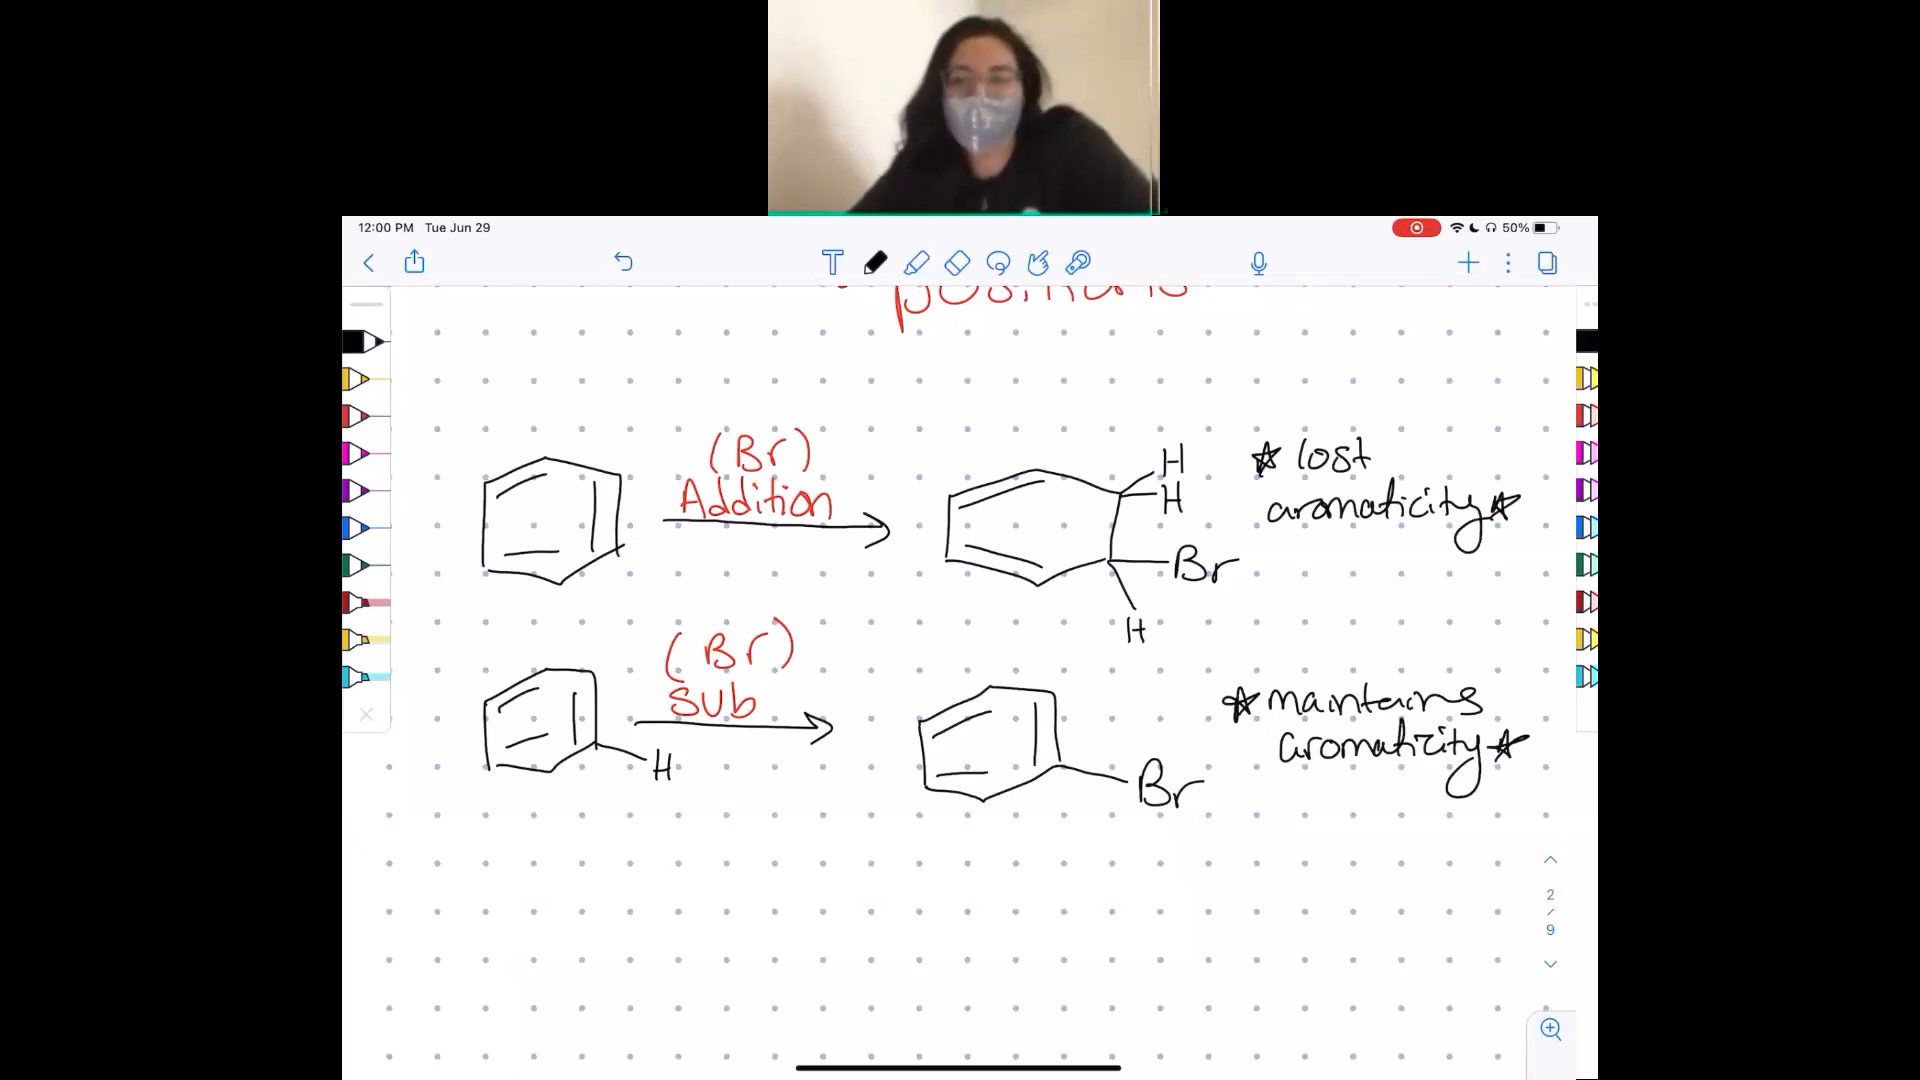 12:00 PM Tue Jun 29
50%
T
positions
(Br)
Addition
H
H
Br
H
☆ lost
aromaticity☆
(Br)
sub
H
Br
☆maintains
aromaticity☆
2
/
9